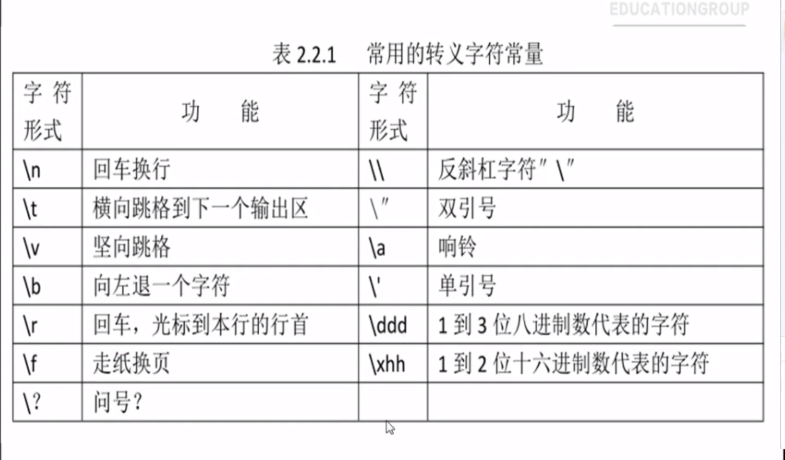 EDUCATIONGROUP
表 2.2.1 常用的转义字符常量
字 符 形式 功 能 字 符 形式 功 能
\n 回车换行 \\ 反斜杠字符″\″
\t 横向跳格到下一个输出区 \″ 双引号
\v 坚向跳格 \a 响铃
\b 向左退一个字符 \' 单引号
\r 回车，光标到本行的行首 \ddd 1 到 3 位八进制数代表的字符
\f 走纸换页 \xhh 1 到 2 位十六进制数代表的字符
\? 问号?